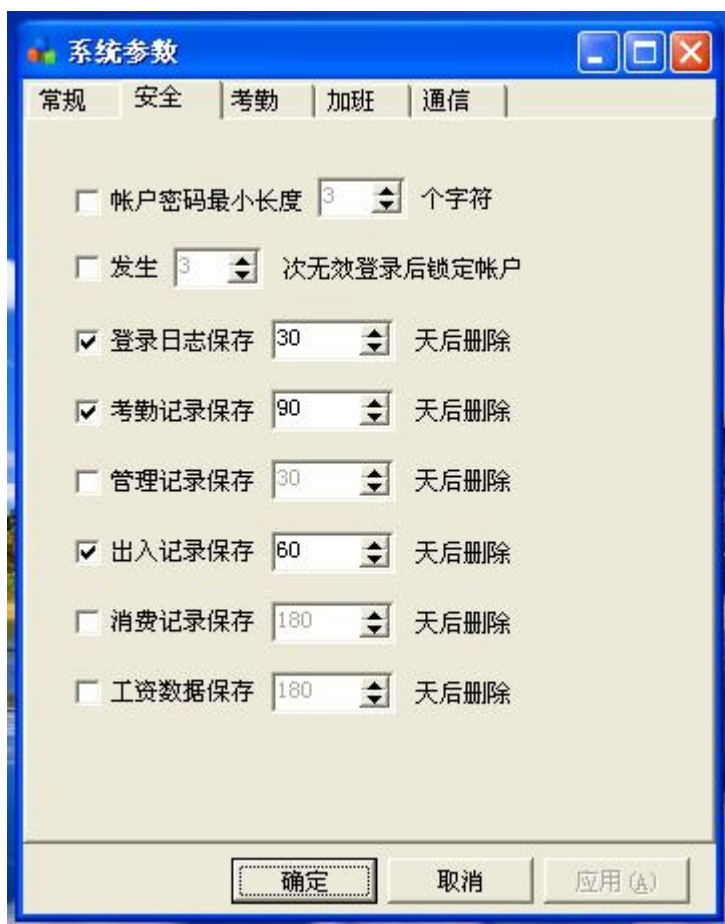 系统参数
常规 安全 考勤 加班 通信
帐户密码最小长度 3 个字符
发生 3 次无效登录后锁定帐户
登录日志保存 30 天后删除
考勤记录保存 90 天后删除
管理记录保存 30 天后删除
出入记录保存 60 天后删除
消费记录保存 180 天后删除
工资数据保存 180 天后删除
确定 取消 应用(A)